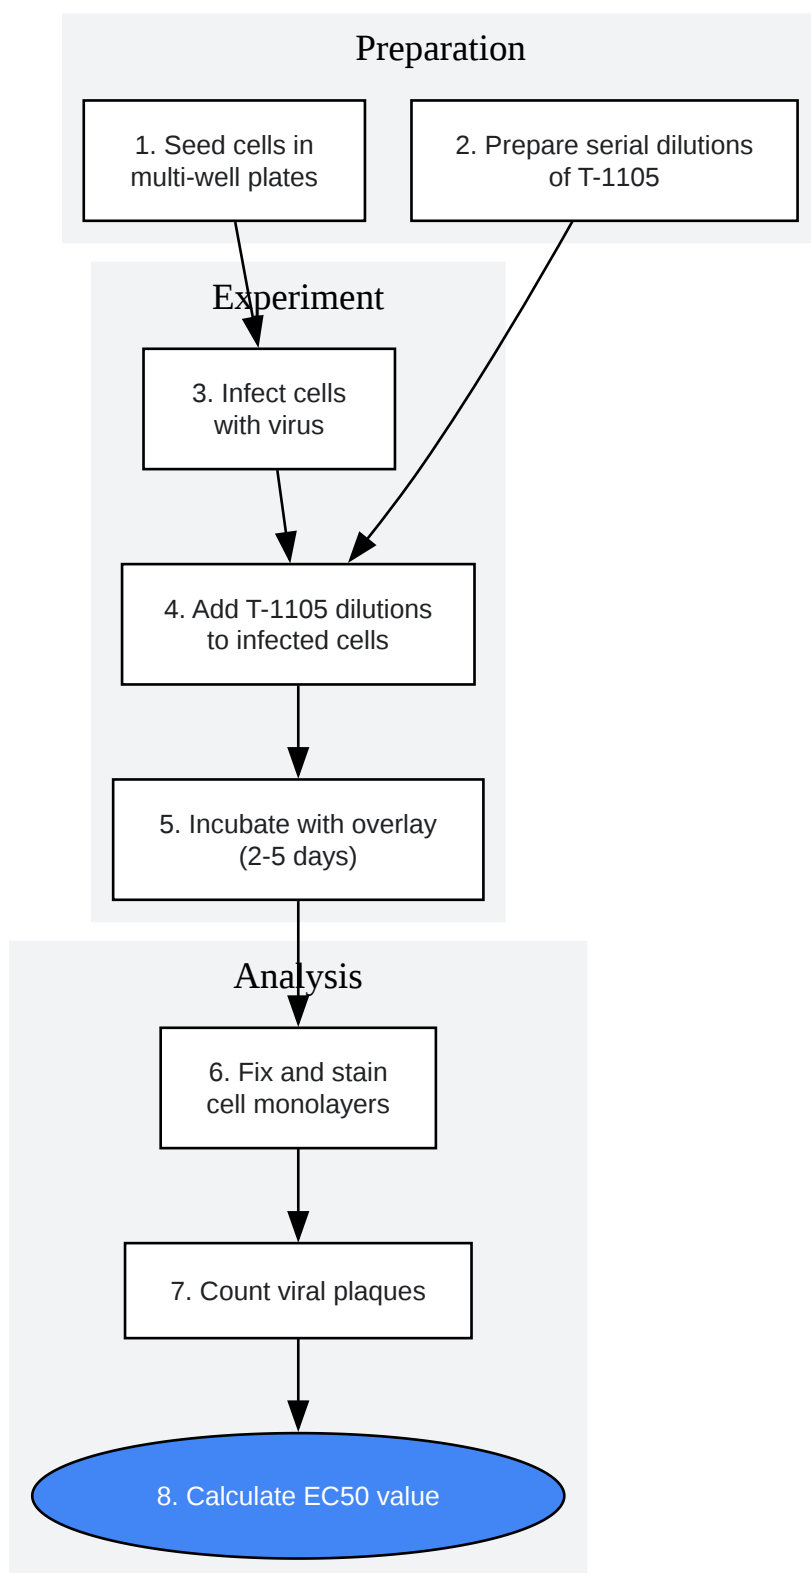 Preparation
1. Seed cells in
multi-well plates
2. Prepare serial dilutions
of T-1105
Experiment
3. Infect cells
with virus
4. Add T-1105 dilutions
to infected cells
5. Incubate with overlay
(2-5 days)
Analysis
6. Fix and stain
cell monolayers
7. Count viral plaques
8. Calculate EC50 value